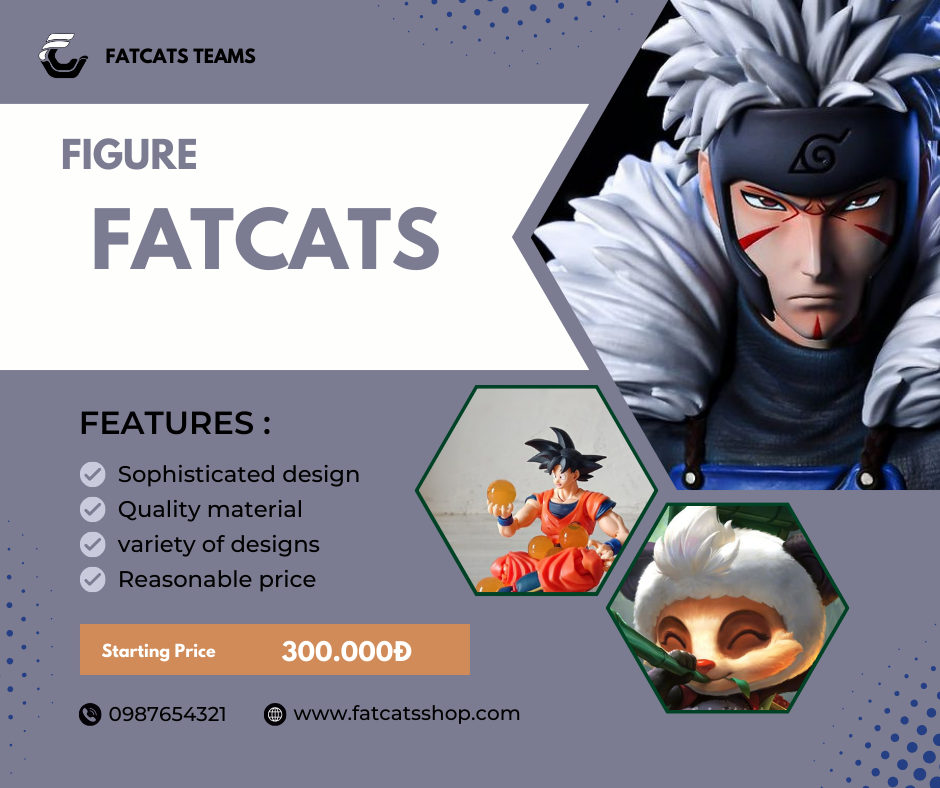 FATCATS TEAMS
FIGURE
FATCATS
FEATURES :
Sophisticated design
Quality material
variety of designs
Reasonable price
Starting Price 300.000Đ
0987654321 www.fatcatsshop.com